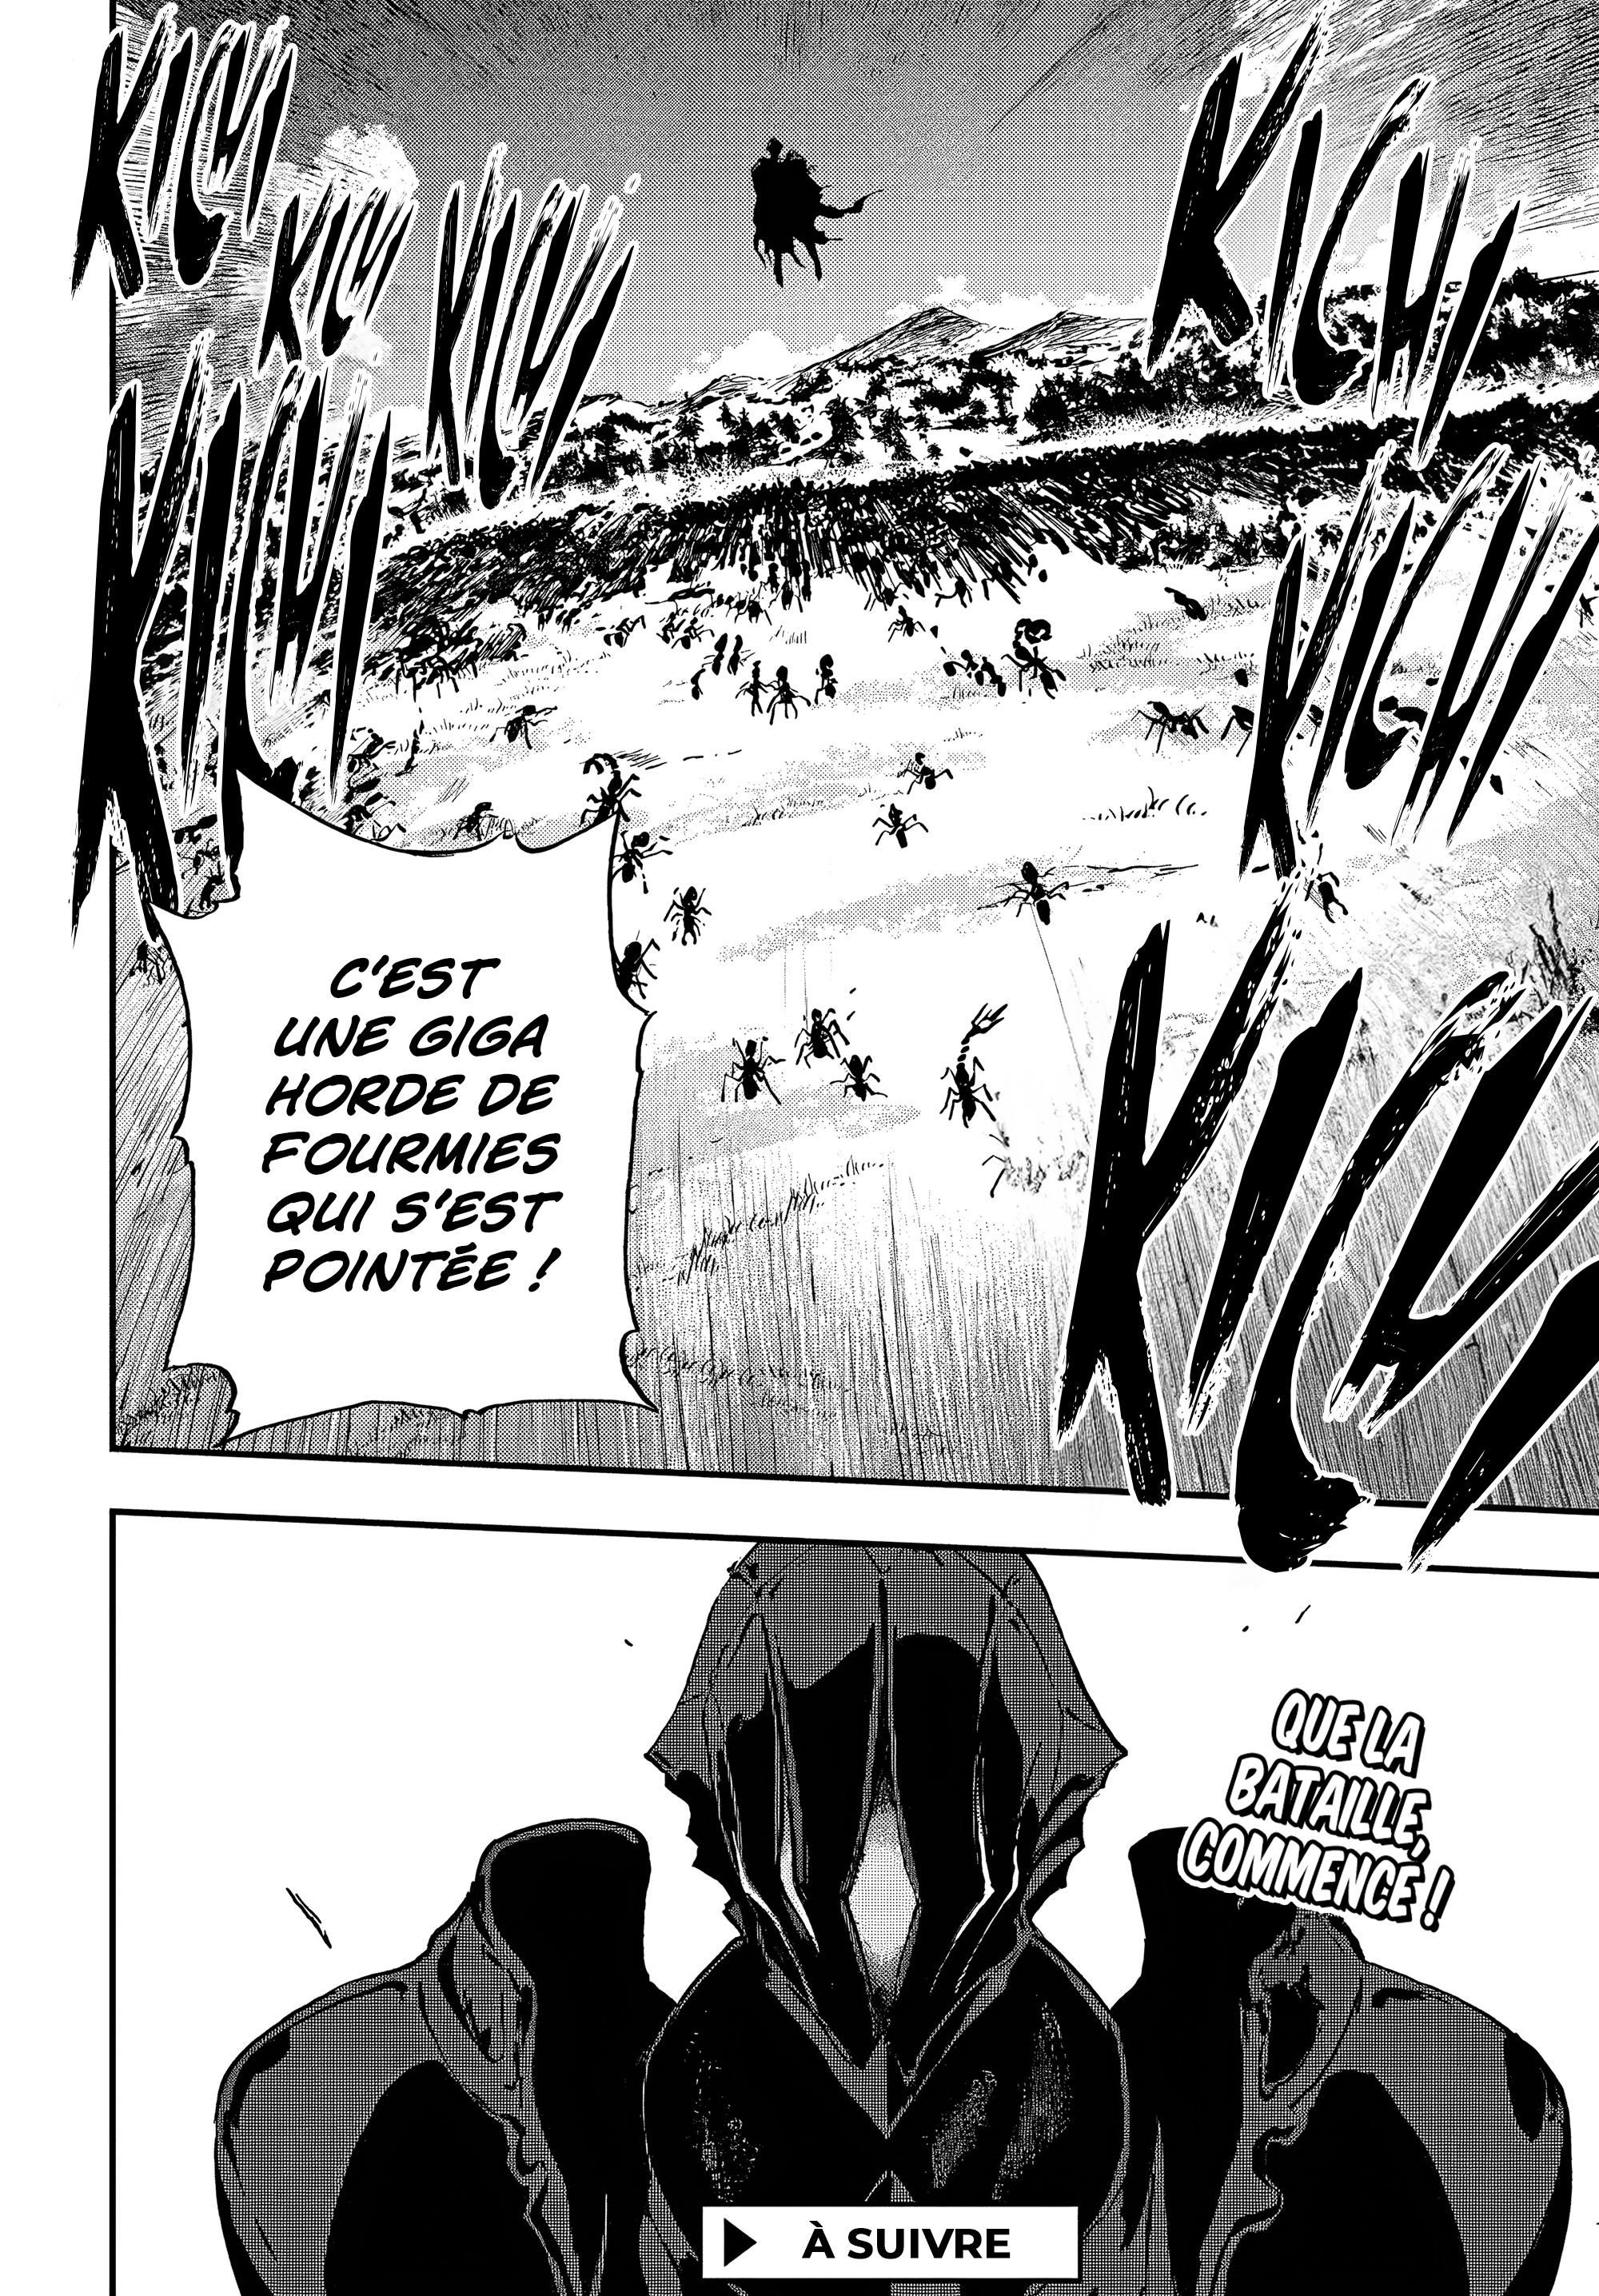 KICHI
KICHI
KICHI
KICHI
KICHI
KICHI
KICHI
C'EST
UNE GIGA
HORDE DE
FOURMIES
QUI S'EST
POINTÉE !
QUE LA
BATAILLE,
COMMENCE !
À SUIVRE